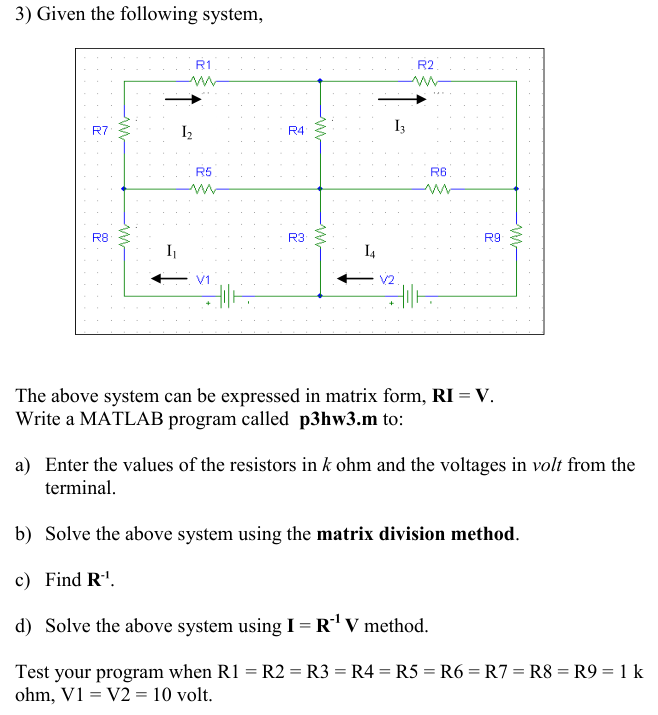 3) Given the following system,
R1 R2
R7 I₂ R4 I₃
R5 R6
R8 I₁ R3 I₄ R9
V1 V2
+ - + -
The above system can be expressed in matrix form, RI = V.
Write a MATLAB program called p3hw3.m to:
a) Enter the values of the resistors in k ohm and the voltages in volt from the
terminal.
b) Solve the above system using the matrix division method.
c) Find R⁻¹.
d) Solve the above system using I = R⁻¹ V method.
Test your program when R1 = R2 = R3 = R4 = R5 = R6 = R7 = R8 = R9 = 1 k
ohm, V1 = V2 = 10 volt.